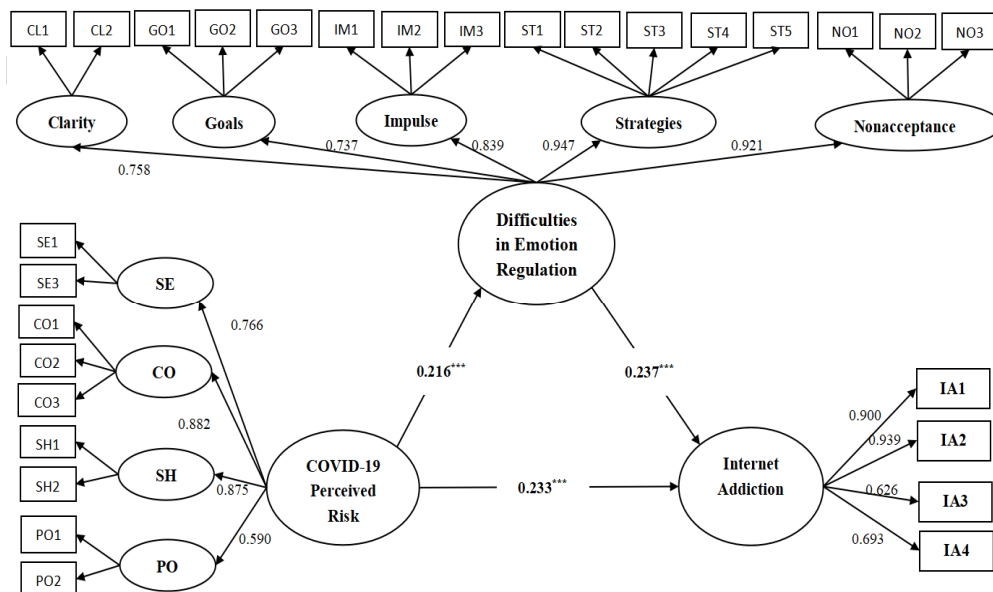 CL1 CL2 GO1 GO2 GO3 IM1 IM2 IM3 ST1 ST2 ST3 ST4 ST5 NO1 NO2 NO3
Clarity Goals Impulse Strategies Nonacceptance
0.758 0.737 0.839 0.947 0.921
Difficulties
in Emotion
Regulation
SE1
SE3
SE
CO1
CO2
CO3
CO
SH1
SH2
SH
PO1
PO2
PO
0.766
0.882
0.875
0.590
COVID-19
Perceived
Risk
0.216***
0.237***
0.233***
Internet
Addiction
0.900
0.939
0.626
0.693
IA1
IA2
IA3
IA4